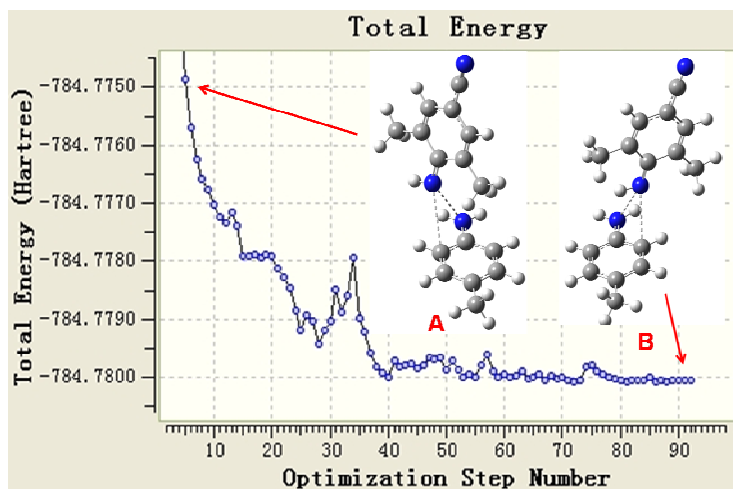 Total Energy
Total Energy (Hartree)
-784.7750
-784.7760
-784.7770
-784.7780
-784.7790
-784.7800
A
B
10 20 30 40 50 60 70 80 90
Optimization Step Number